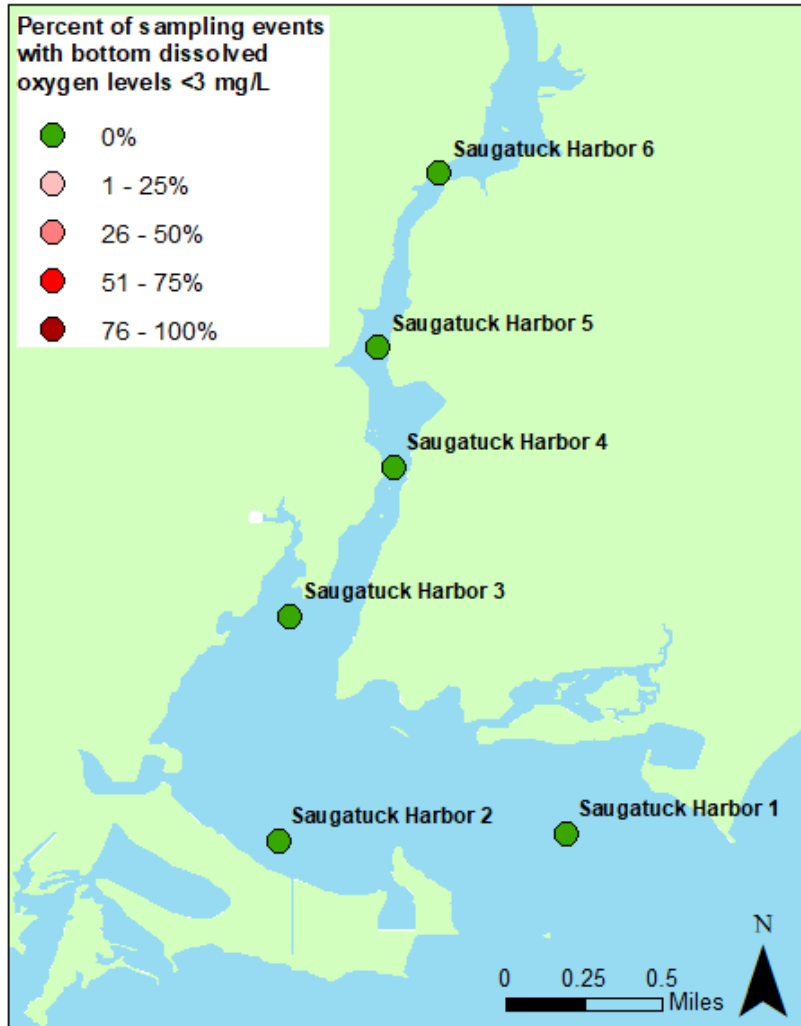 Percent of sampling events
with bottom dissolved
oxygen levels <3 mg/L
0%
1 - 25%
26 - 50%
51 - 75%
76 - 100%
Saugatuck Harbor 6
Saugatuck Harbor 5
Saugatuck Harbor 4
Saugatuck Harbor 3
Saugatuck Harbor 2
Saugatuck Harbor 1
N
0 0.25 0.5
Miles